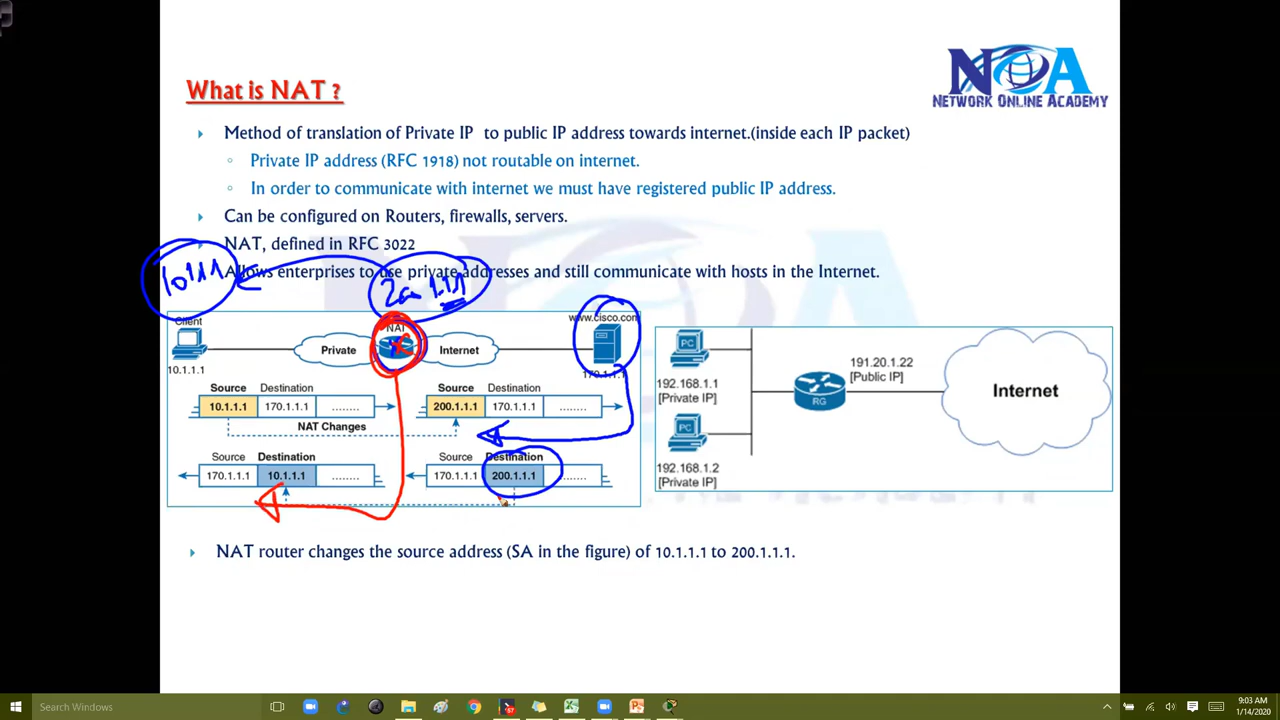 NOA
NETWORK ONLINE ACADEMY
What is NAT ?
Method of translation of Private IP to public IP address towards internet.(inside each IP packet)
Private IP address (RFC 1918) not routable on internet.
In order to communicate with internet we must have registered public IP address.
Can be configured on Routers, firewalls, servers.
NAT, defined in RFC 3022
Allows enterprises to use private addresses and still communicate with hosts in the Internet.
10.1.1.1
200.1.1.1
Client
NAT
www.cisco.com
Private
Internet
10.1.1.1
170.1.1.1
Source Destination
Source Destination
10.1.1.1 170.1.1.1 ........
200.1.1.1 170.1.1.1 ........
NAT Changes
Source Destination
Source Destination
170.1.1.1 10.1.1.1 ........
170.1.1.1 200.1.1.1 ........
PC
192.168.1.1
[Private IP]
PC
192.168.1.2
[Private IP]
RG
191.20.1.22
[Public IP]
Internet
NAT router changes the source address (SA in the figure) of 10.1.1.1 to 200.1.1.1.
Search Windows
9:03 AM
1/14/2020